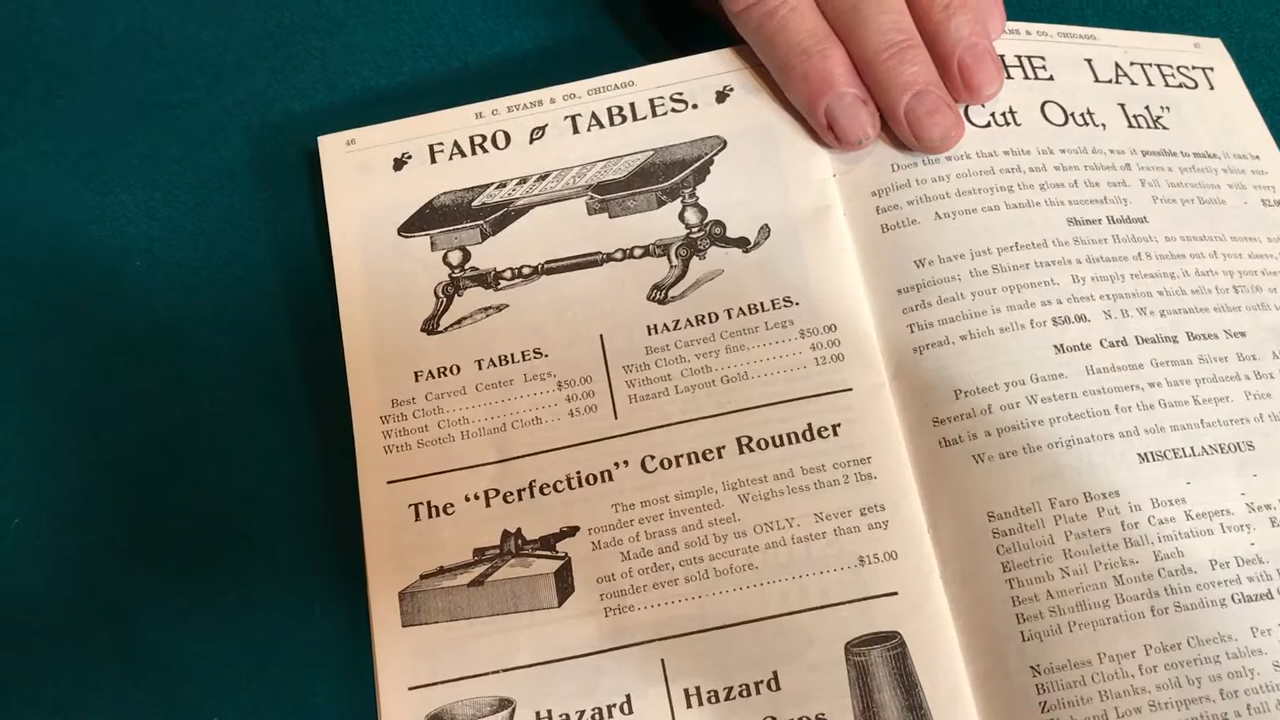 46
H. C. EVANS & CO., CHICAGO.
FARO TABLES.
FARO TABLES.
Best Carved Center Legs,
With Cloth..............................$50.00
Without Cloth.................... 40.00
Wtth Scotch Holland Cloth... 45.00
HAZARD TABLES.
Best Carved Centnr Legs
With Cloth, very fine.........$50.00
Without Cloth.................... 40.00
Hazard Layout Gold......... 12.00
The "Perfection" Corner Rounder
The most simple, lightest and best corner
rounder ever invented. Weighs less than 2 lbs.
Made of brass and steel.
Made and sold by us ONLY. Never gets
out of order, cuts accurate and faster than any
rounder ever sold before.
Price..............................................$15.00
Hazard
Hazard
& CO., CHICAGO.
HE LATEST
"Cut Out, Ink"
Does the work that white ink would do, was it possible to make, it can be
applied to any colored card, and when rubbed off leaves a perfectly white sur-
face, without destroying the gloss of the card. Full instructions with every
Bottle. Anyone can handle this successfully. Price per Bottle -
Shiner Holdout
We have just perfected the Shiner Holdout; no unnatural moves;
suspicious; the Shiner travels a distance of 8 inches out of your sleeve,
cards dealt your opponent. By simply releasing, it darts up your
This machine is made as a chest expansion which sells for $75.00 or
spread, which sells for $50.00. N. B. We guarantee either outfit
Monte Card Dealing Boxes New
Protect you Game. Handsome German Silver Box.
Several of our Western customers, we have produced a Box
that is a positive protection for the Game Keeper. Price
We are the originators and sole manufacturers of
MISCELLANEOUS
Sandtell Faro Boxes - -
Sandtell Plate Put in Boxes - -
Celluloid Pasters for Case Keepers. New,
Electric Roulette Ball, imitation Ivory.
Thumb Nail Pricks. Each -
Best American Monte Cards. Per Deck.
Best Shuffling Boards thin covered with
Liquid Preparation for Sanding Glazed
Noiseless Paper Poker Checks. Per
Billiard Cloth, for covering tables.
Zolinite Blanks, sold by us only.
and Low Strippers, for